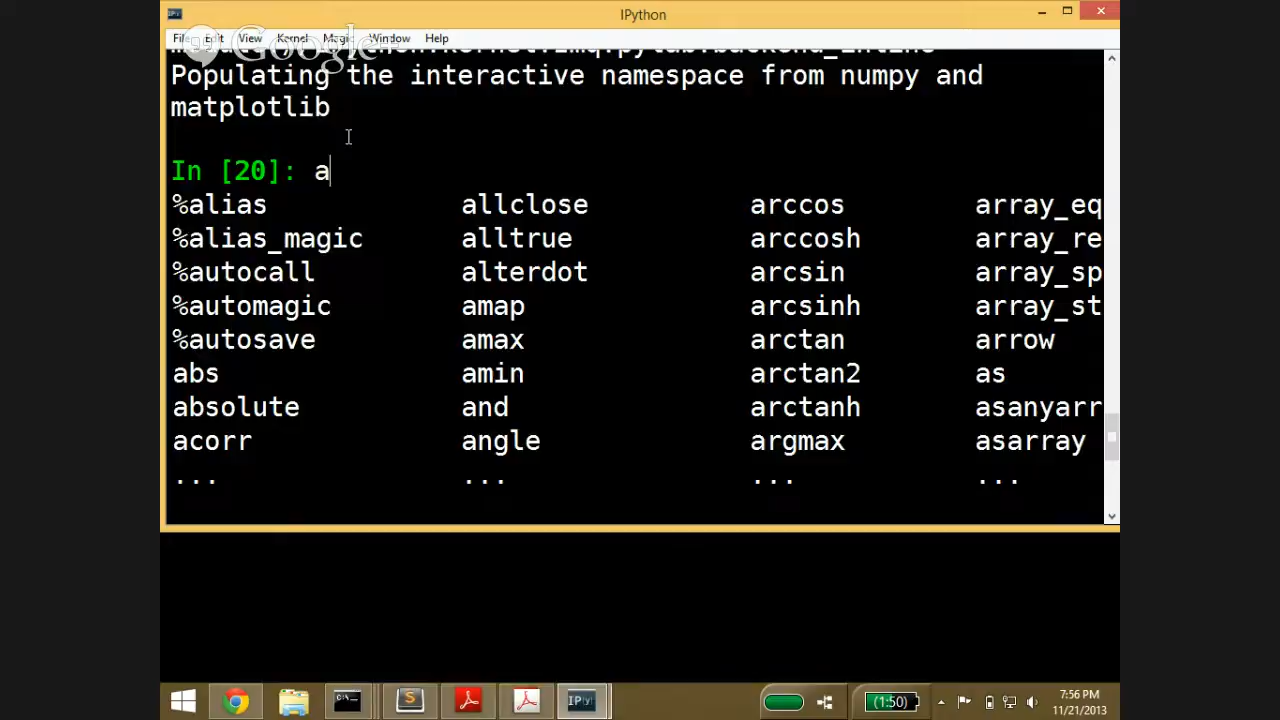 IPython
File Edit View Kernel Magic Window Help
Google+
Populating the interactive namespace from numpy and
matplotlib
In [20]: a
%alias allclose arccos array_eq
%alias_magic alltrue arccosh array_re
%autocall alterdot arcsin array_sp
%automagic amap arcsinh array_st
%autosave amax arctan arrow
abs amin arctan2 as
absolute and arctanh asanyarr
acorr angle argmax asarray
... ... ... ...
(1:50)
7:56 PM
11/21/2013